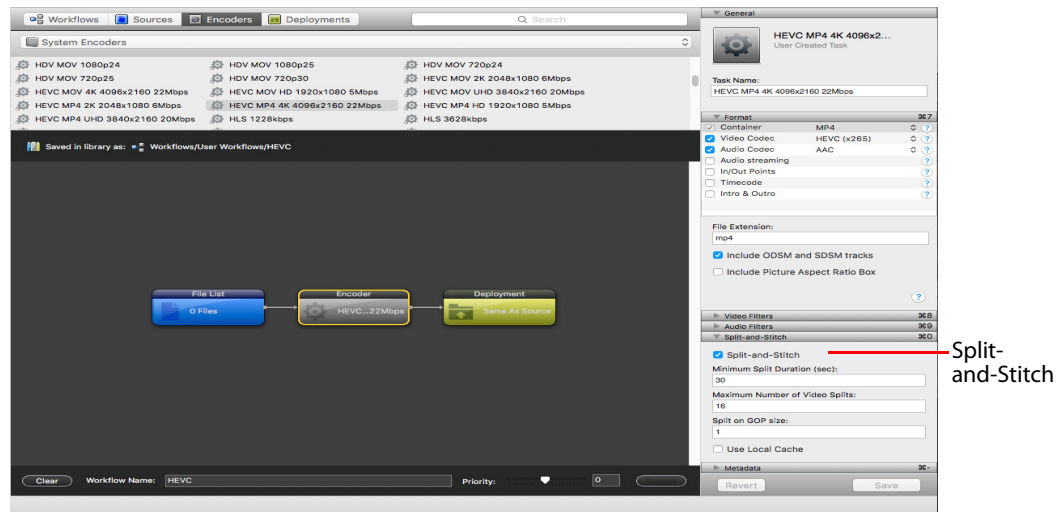 Workflows Sources Encoders Deployments Search
System Encoders
HDV MOV 1080p24 HDV MOV 1080p25 HDV MOV 720p24
HDV MOV 720p25 HDV MOV 720p30 HEVC MOV 2K 2048x1080 6Mbps
HEVC MOV 4K 4096x2160 22Mbps HEVC MOV HD 1920x1080 5Mbps HEVC MOV UHD 3840x2160 20Mbps
HEVC MP4 2K 2048x1080 6Mbps HEVC MP4 4K 4096x2160 22Mbps HEVC MP4 HD 1920x1080 5Mbps
HEVC MP4 UHD 3840x2160 20Mbps HLS 1228kbps HLS 3628kbps
Saved in library as: Workflows/User Workflows/HEVC
File List
0 Files
Encoder
HEVC...22Mbps
Deployment
Same As Source
Clear Workflow Name: HEVC Priority: 0
General
HEVC MP4 4K 4096x2...
User Created Task
Task Name:
HEVC MP4 4K 4096x2160 22Mbps
Format ⌘7
Container MP4 ?
Video Codec HEVC (x265) ?
Audio Codec AAC ?
Audio streaming ?
In/Out Points ?
Timecode ?
Intro & Outro ?
File Extension:
mp4
Include ODSM and SDSM tracks
Include Picture Aspect Ratio Box
?
Video Filters ⌘8
Audio Filters ⌘9
Split-and-Stitch ⌘0
Split-and-Stitch
Minimum Split Duration (sec):
30
Maximum Number of Video Splits:
16
Split on GOP size:
1
Use Local Cache
Metadata ⌘-
Revert Save
Split-
and-Stitch